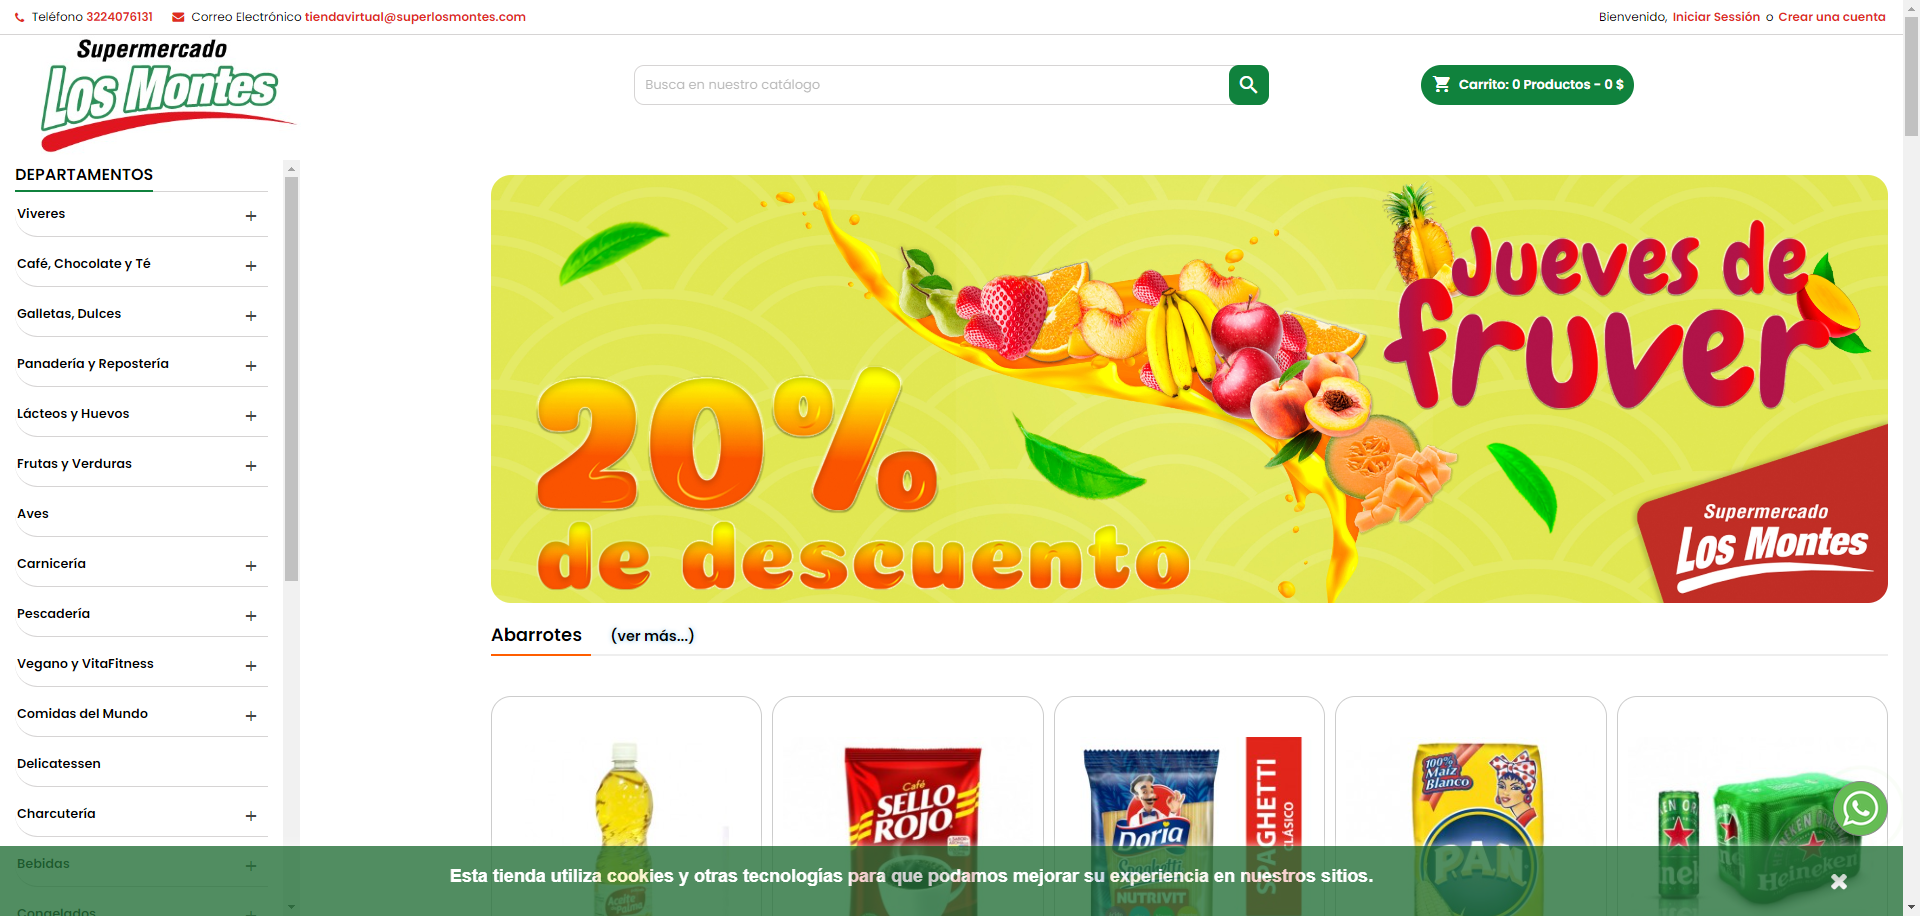 Teléfono 3224076131 Correo Electrónico tiendavirtual@superlosmontes.com
Bienvenido, Iniciar Sessión o Crear una cuenta
Supermercado
Los Montes
Busca en nuestro catálogo
Carrito: 0 Productos - 0 $
DEPARTAMENTOS
Viveres
Café, Chocolate y Té
Galletas, Dulces
Panadería y Repostería
Lácteos y Huevos
Frutas y Verduras
Aves
Carnicería
Pescadería
Vegano y VitaFitness
Comidas del Mundo
Delicatessen
Charcutería
Bebidas
Congelados
Jueves de
fruver
20%
de descuento
Supermercado
Los Montes
Abarrotes (ver más...)
Aceite
de Palma
Café
SELLO
ROJO
Doria
Spaghetti
NUTRIVIT
SPAGHETTI
CLÁSICO
100%
Maíz
Blanco
PAN
Heineken
Esta tienda utiliza cookies y otras tecnologías para que podamos mejorar su experiencia en nuestros sitios.